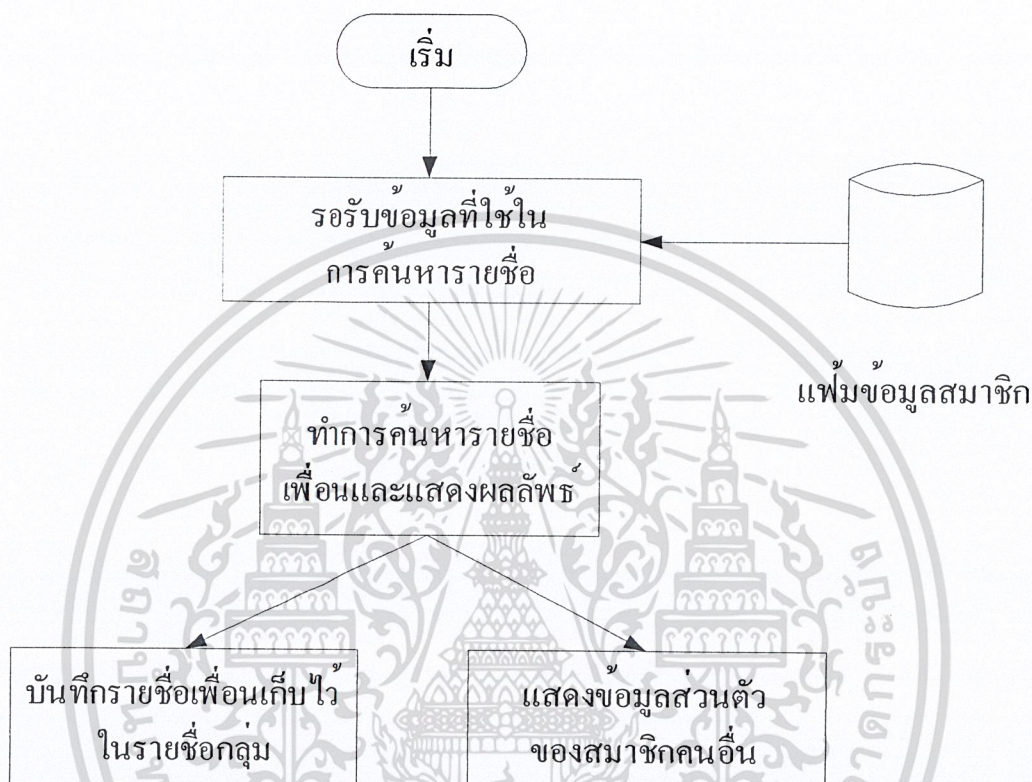 เริ่ม
รอรับข้อมูลที่ใช้ใน
การค้นหารายชื่อ
แฟ้มข้อมูลสมาชิก
ทำการค้นหารายชื่อ
เพื่อนและแสดงผลลัพธ์
บันทึกรายชื่อเพื่อนเก็บไว้
ในรายชื่อกลุ่ม
แสดงข้อมูลส่วนตัว
ของสมาชิกคนอื่น